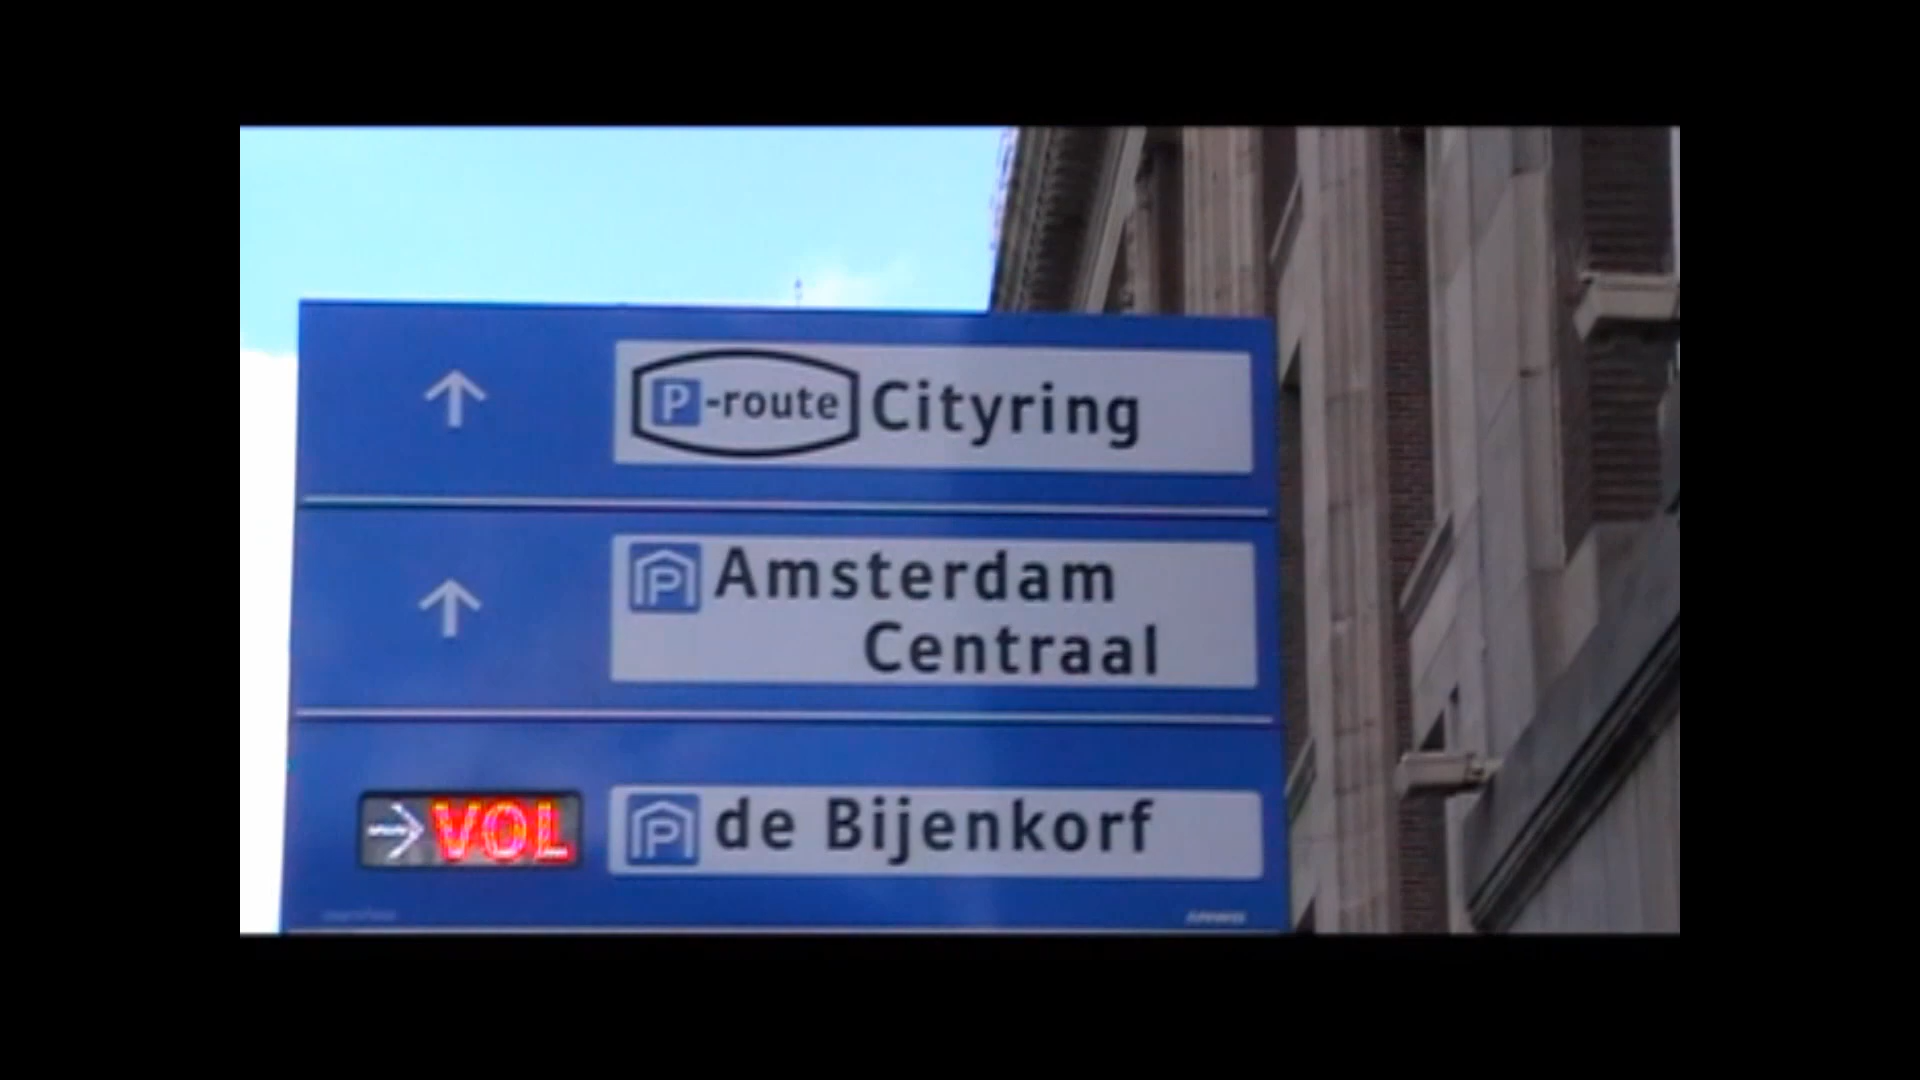 P-route Cityring
P Amsterdam
Centraal
VOL P de Bijenkorf